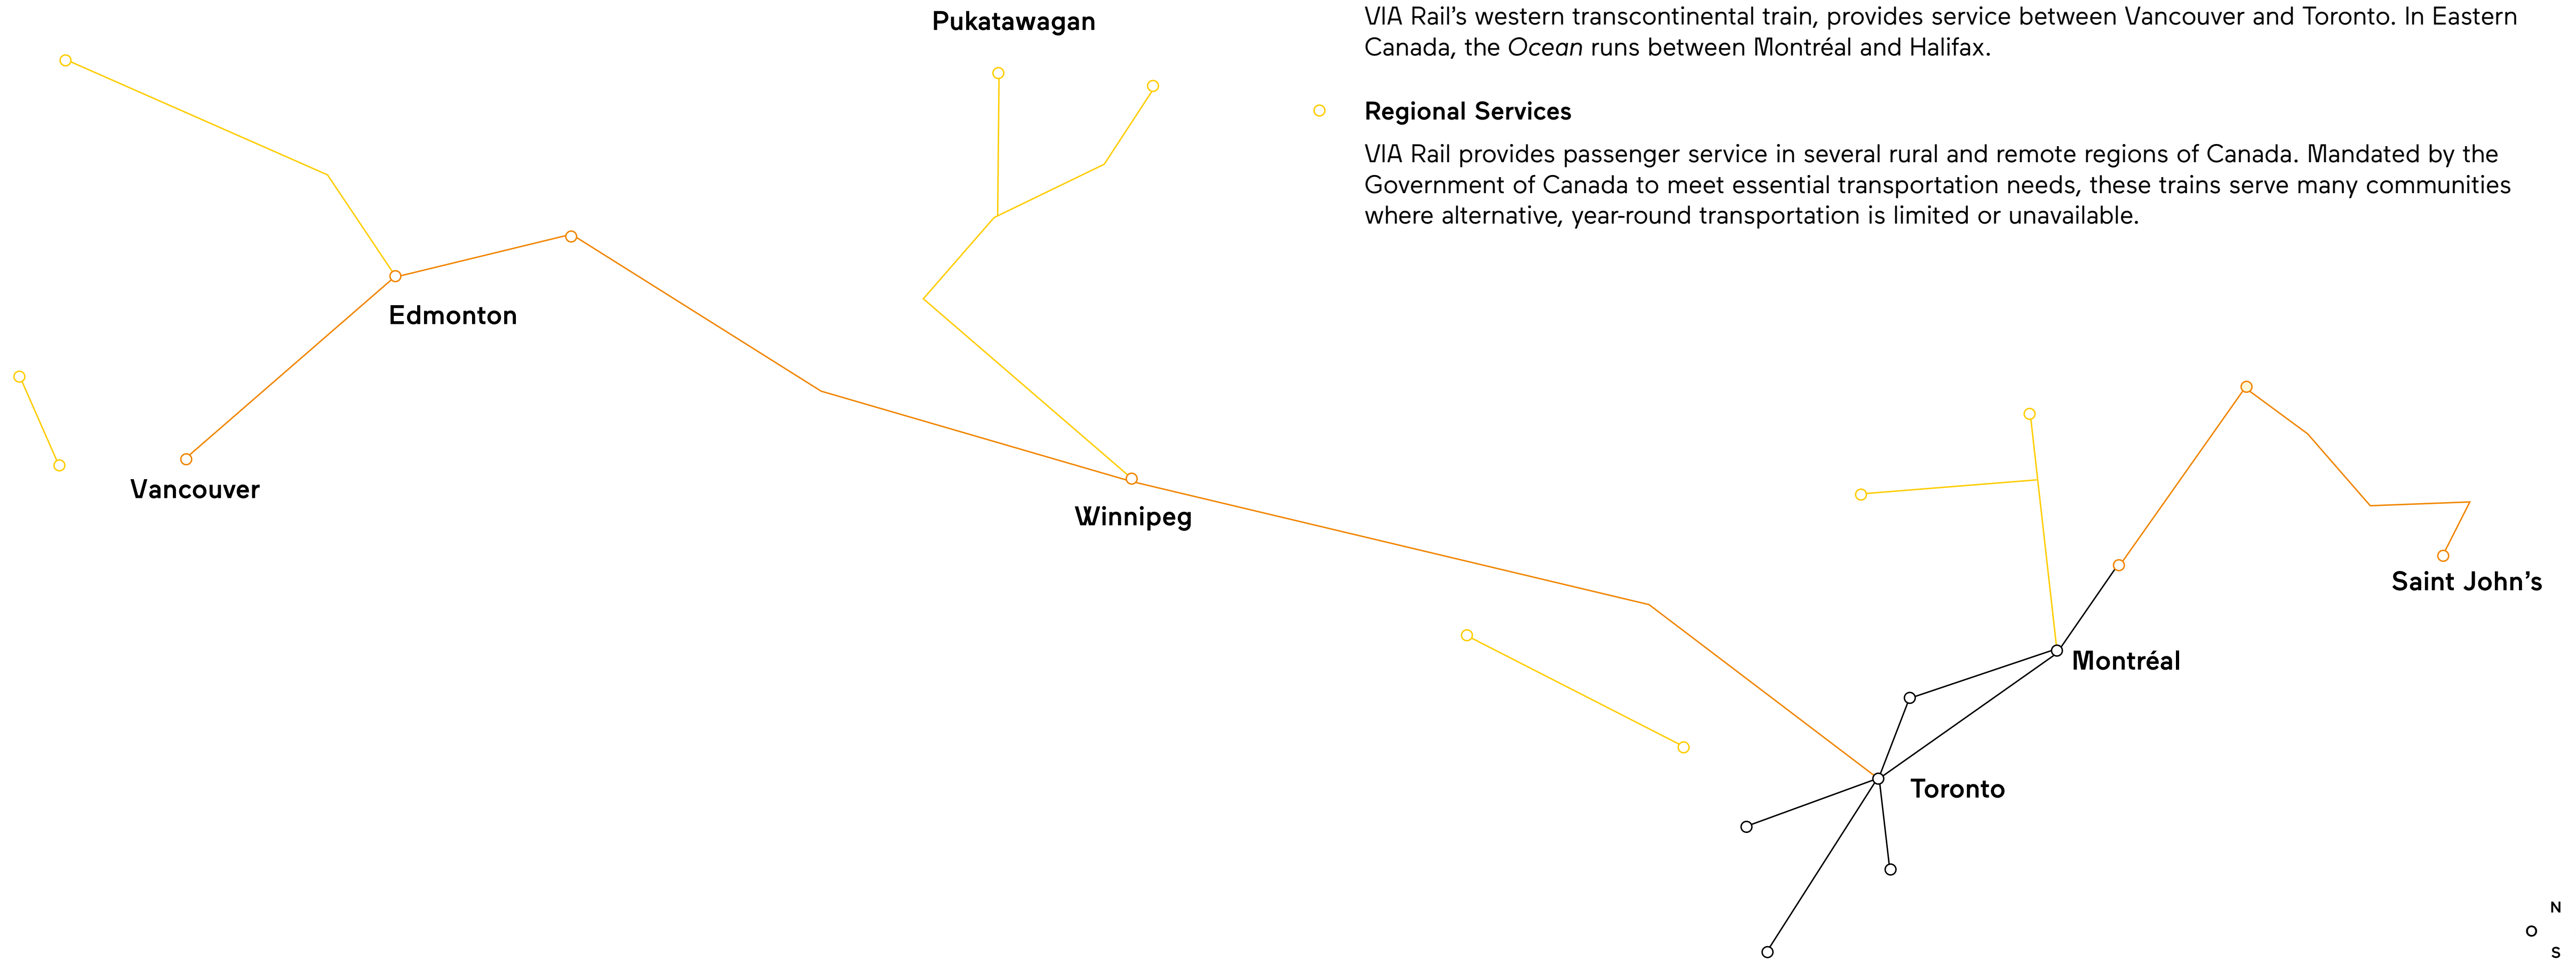 Pukatawagan
VIA Rail's western transcontinental train, provides service between Vancouver and Toronto. In Eastern
Canada, the Ocean runs between Montréal and Halifax.
Regional Services
VIA Rail provides passenger service in several rural and remote regions of Canada. Mandated by the
Government of Canada to meet essential transportation needs, these trains serve many communities
where alternative, year-round transportation is limited or unavailable.
Edmonton
Vancouver
Winnipeg
Saint John's
Montréal
Toronto
N
S